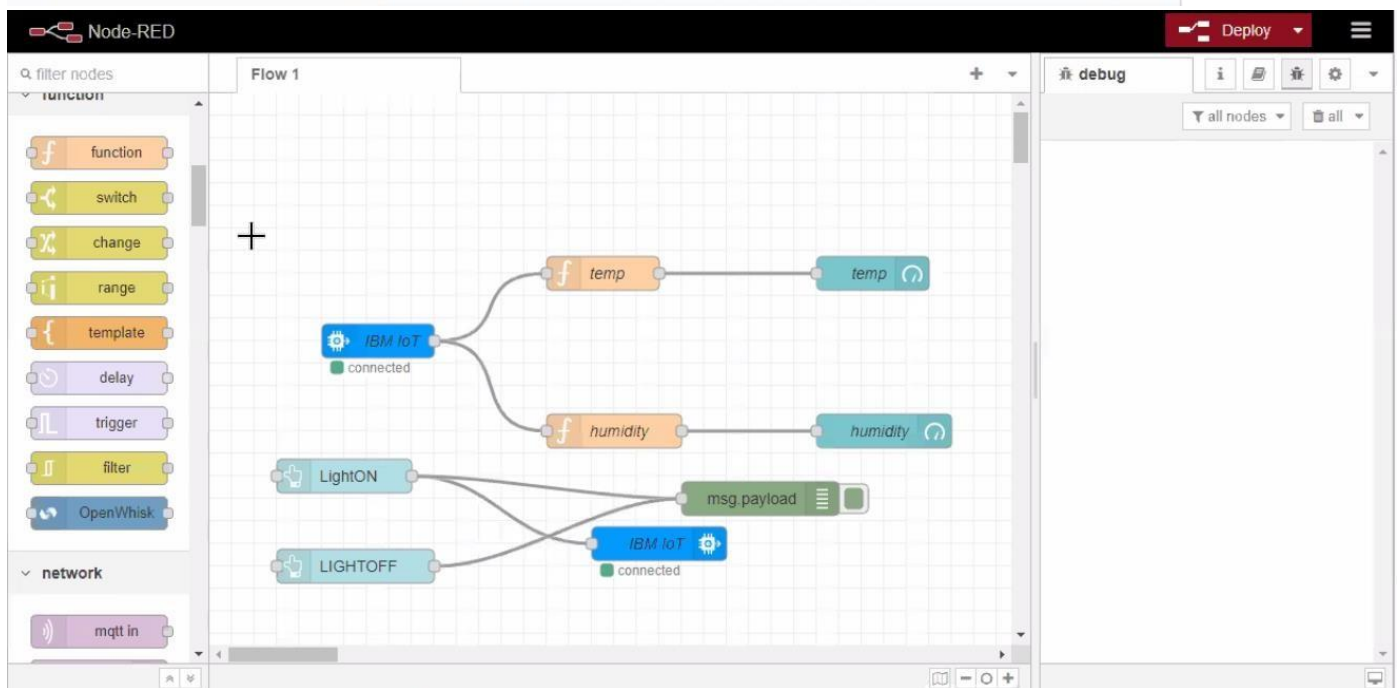 Node-RED
Deploy
filter nodes
Flow 1
debug
i
all nodes
all
function
function
switch
change
range
template
delay
trigger
filter
OpenWhisk
network
mqtt in
temp
temp
IBM IoT
connected
humidity
humidity
LightON
msg.payload
IBM IoT
connected
LIGHTOFF